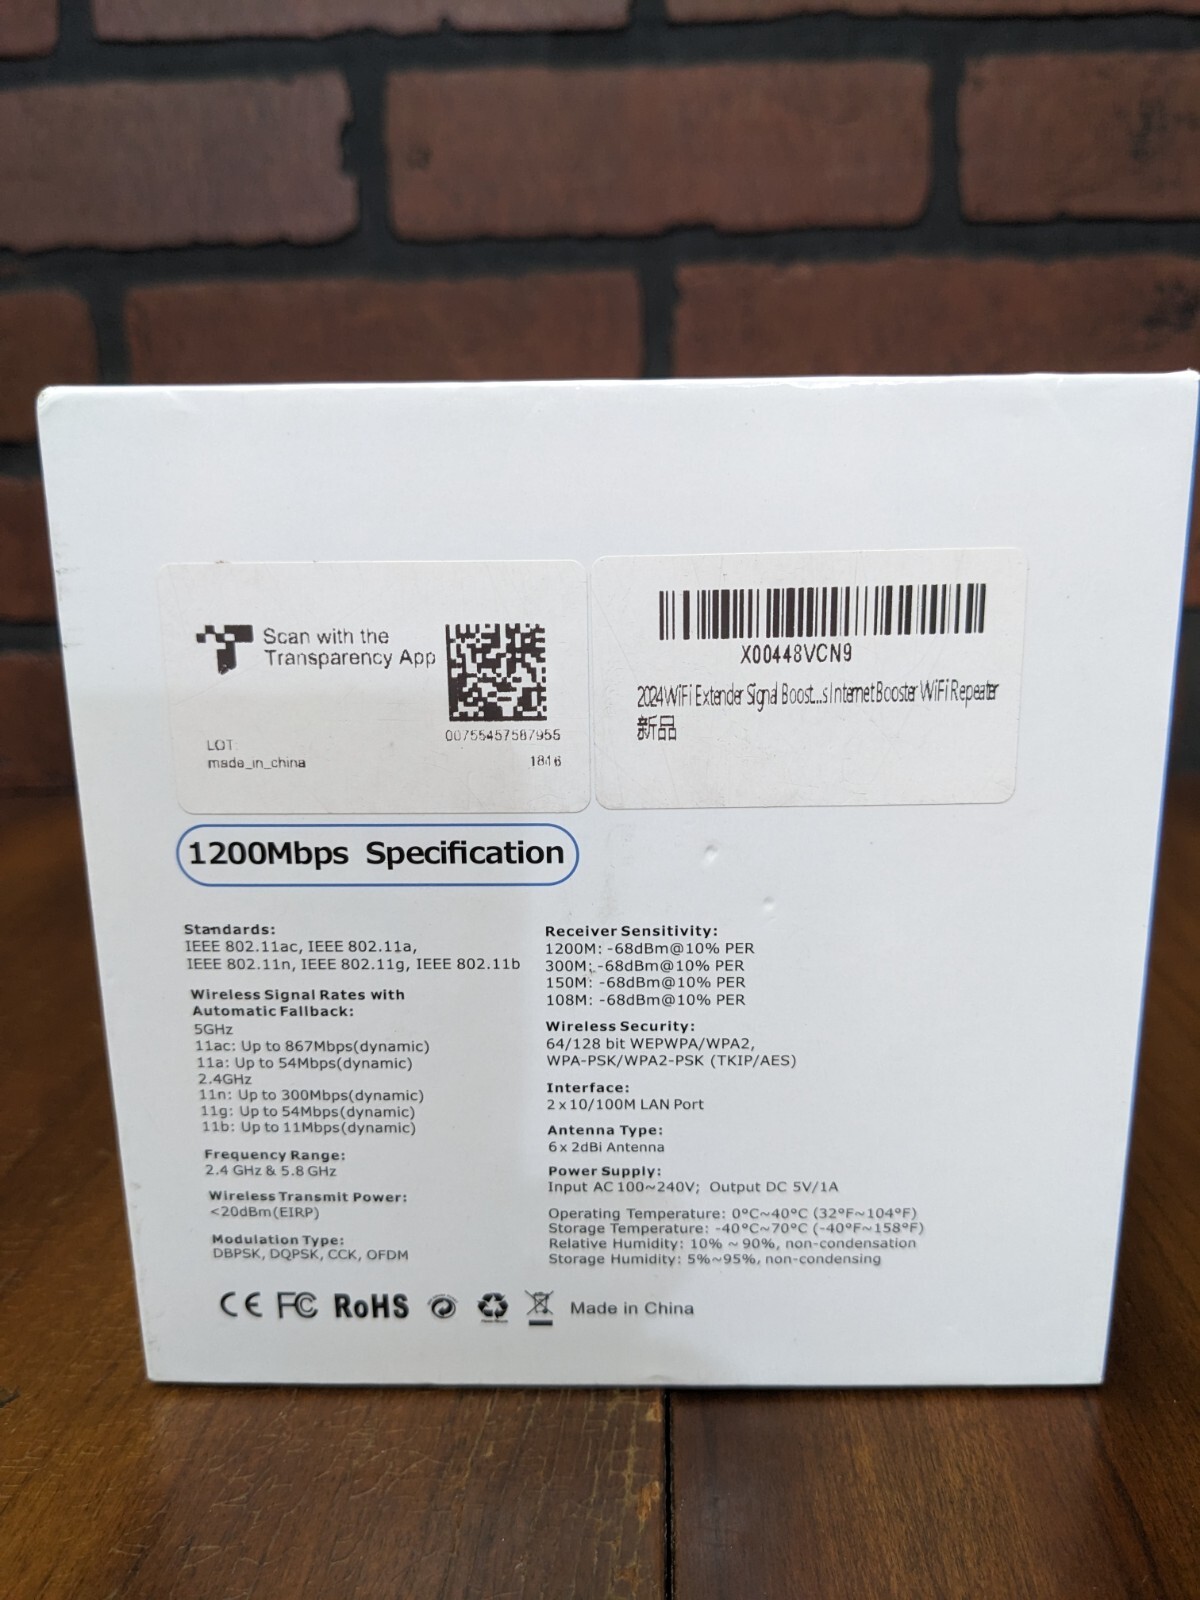 Scan with the
Transparency App
00755457587955
LOT:
made_in_china
1816
X00448VCN9
2024 WiFi Extender Signal Boost...s Internet Booster WiFi Repeater
新品
1200Mbps Specification
Standards:
IEEE 802.11ac, IEEE 802.11a,
IEEE 802.11n, IEEE 802.11g, IEEE 802.11b
Wireless Signal Rates with
Automatic Fallback:
5GHz
11ac: Up to 867Mbps(dynamic)
11a: Up to 54Mbps(dynamic)
2.4GHz
11n: Up to 300Mbps(dynamic)
11g: Up to 54Mbps(dynamic)
11b: Up to 11Mbps(dynamic)
Frequency Range:
2.4 GHz & 5.8 GHz
Wireless Transmit Power:
<20dBm(EIRP)
Modulation Type:
DBPSK, DQPSK, CCK, OFDM
Receiver Sensitivity:
1200M: -68dBm@10% PER
300M: -68dBm@10% PER
150M: -68dBm@10% PER
108M: -68dBm@10% PER
Wireless Security:
64/128 bit WEPWPA/WPA2,
WPA-PSK/WPA2-PSK (TKIP/AES)
Interface:
2 x 10/100M LAN Port
Antenna Type:
6 x 2dBi Antenna
Power Supply:
Input AC 100~240V; Output DC 5V/1A
Operating Temperature: 0°C~40°C (32°F~104°F)
Storage Temperature: -40°C~70°C (-40°F~158°F)
Relative Humidity: 10% ~ 90%, non-condensation
Storage Humidity: 5%~95%, non-condensing
CE FC RoHS Made in China